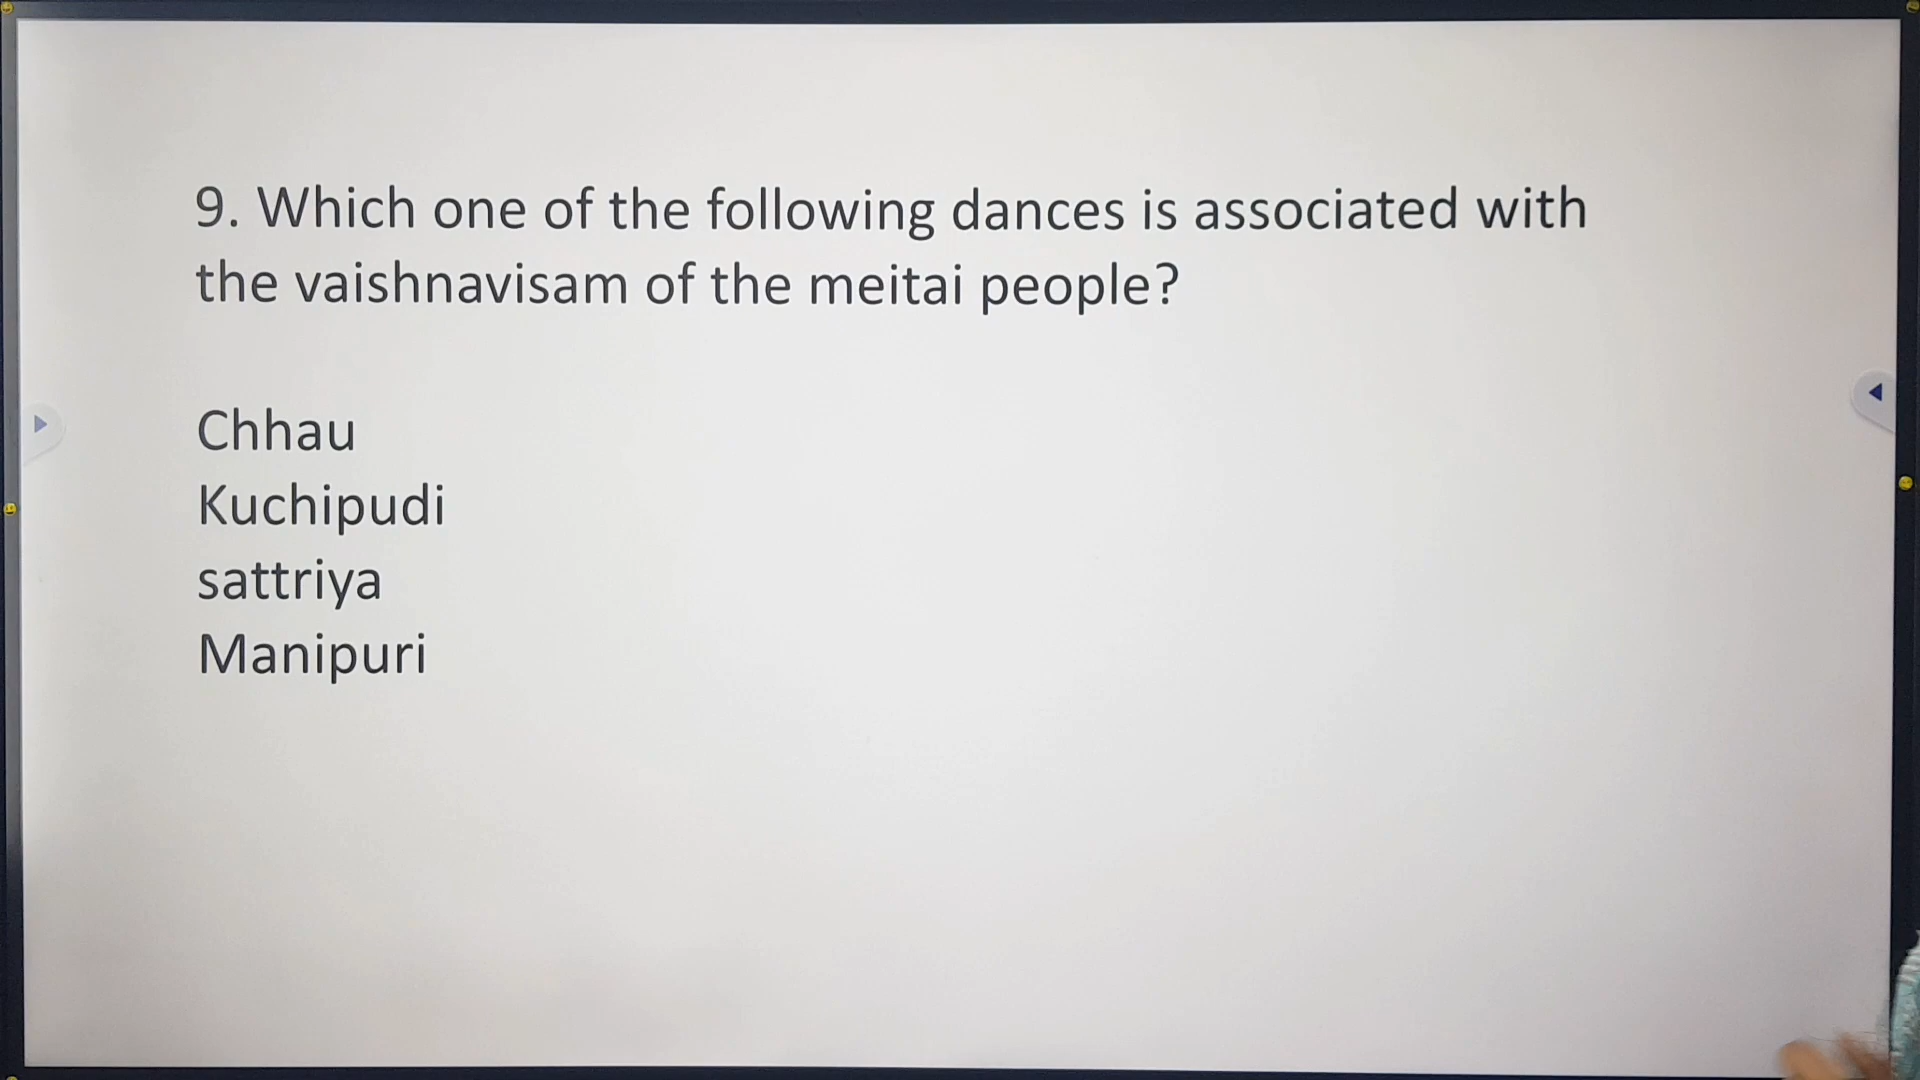 9. Which one of the following dances is associated with
the vaishnavisam of the meitai people?
Chhau
Kuchipudi
sattriya
Manipuri